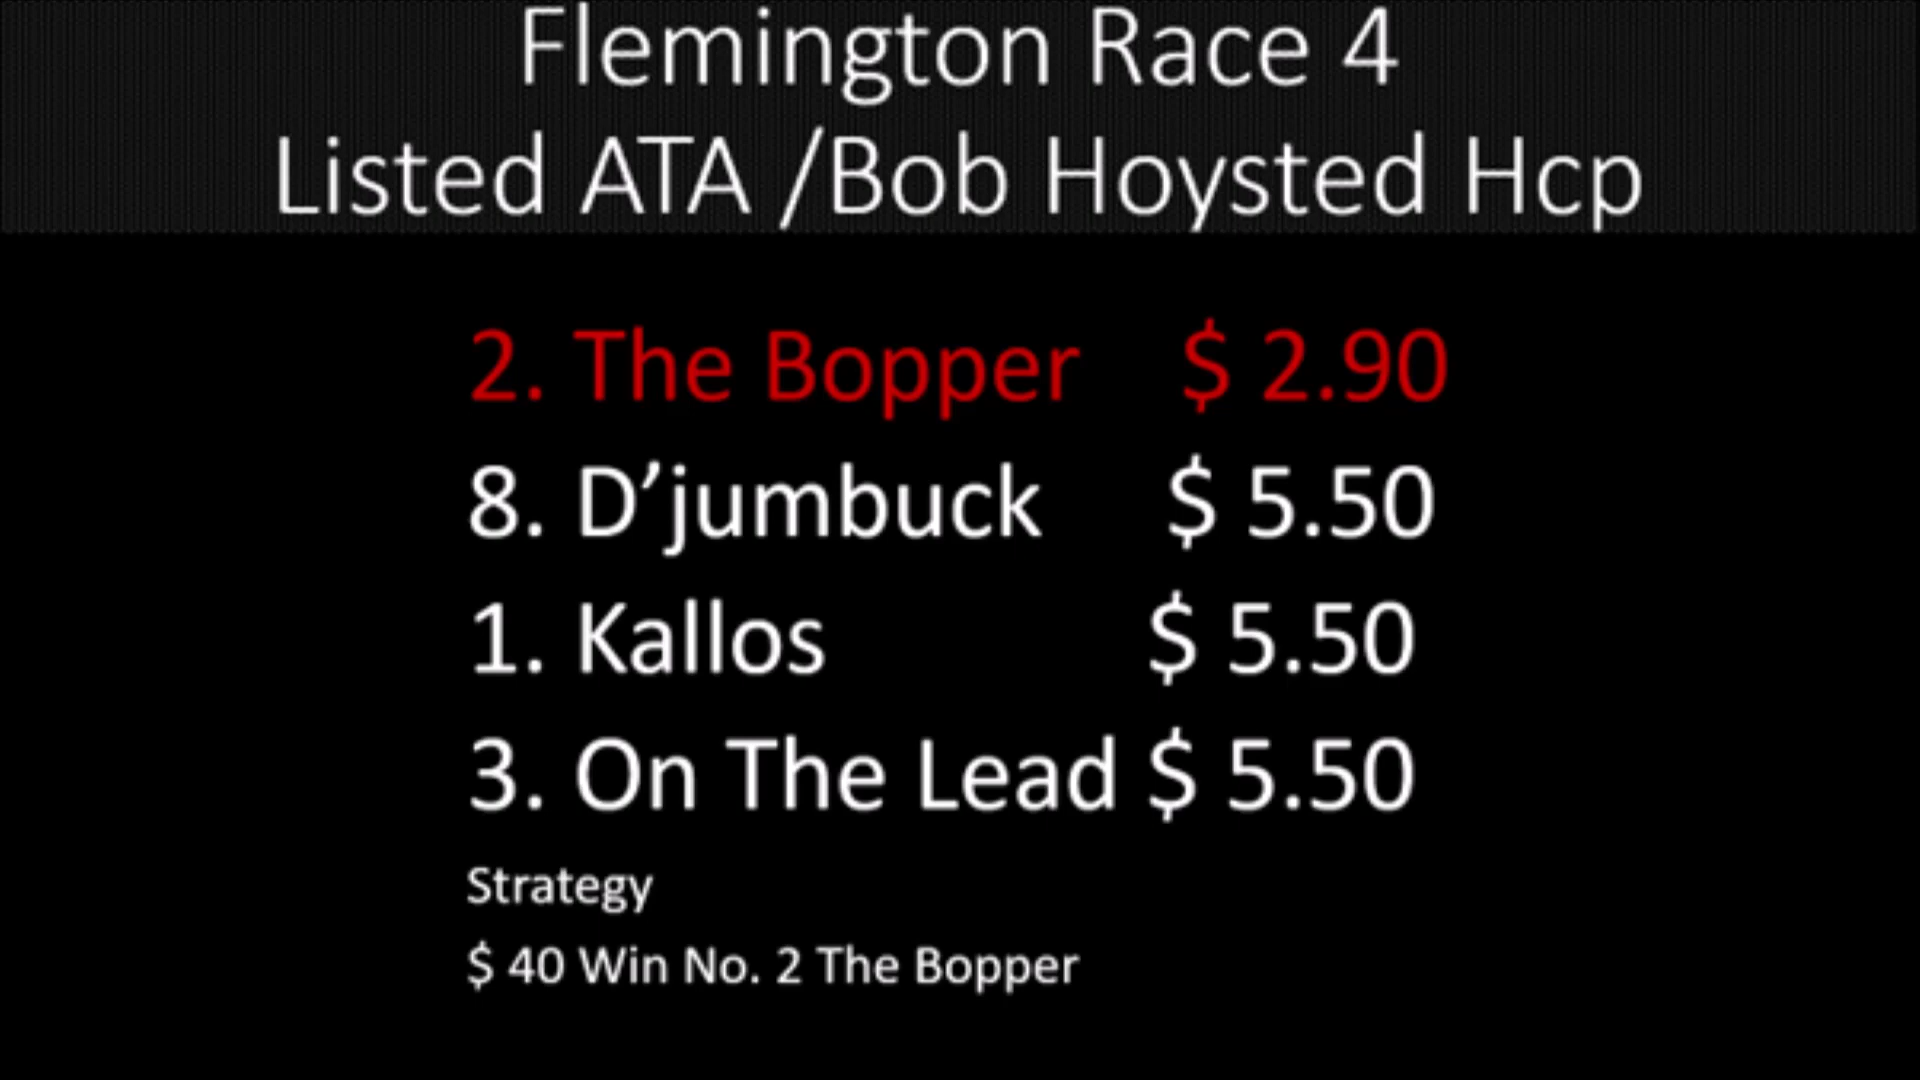 Flemington Race 4
Listed ATA /Bob Hoysted Hcp
2. The Bopper $ 2.90
8. D’jumbuck $ 5.50
1. Kallos $ 5.50
3. On The Lead $ 5.50
Strategy
$ 40 Win No. 2 The Bopper